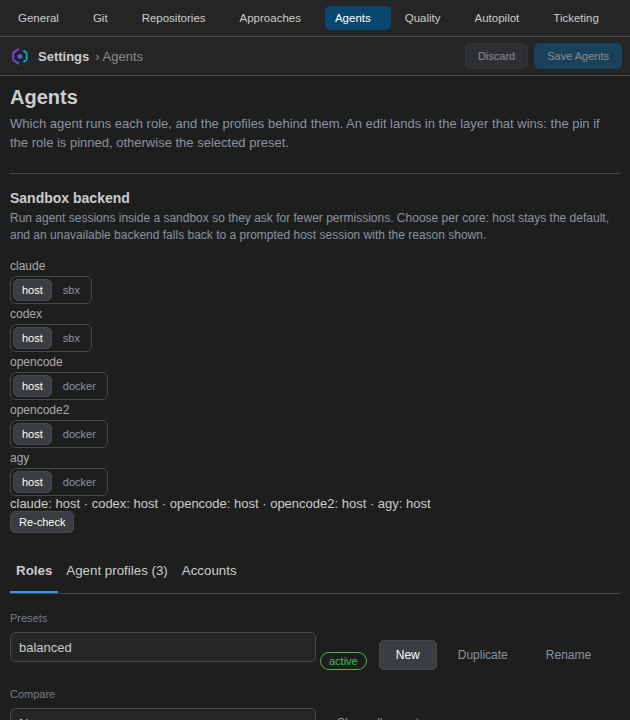 General Git Repositories Approaches Agents Quality Autopilot Ticketing
Settings › Agents Discard Save Agents
Agents
Which agent runs each role, and the profiles behind them. An edit lands in the layer that wins: the pin if
the role is pinned, otherwise the selected preset.
Sandbox backend
Run agent sessions inside a sandbox so they ask for fewer permissions. Choose per core: host stays the default,
and an unavailable backend falls back to a prompted host session with the reason shown.
claude
host sbx
codex
host sbx
opencode
host docker
opencode2
host docker
agy
host docker
claude: host · codex: host · opencode: host · opencode2: host · agy: host
Re-check
Roles Agent profiles (3) Accounts
Presets
balanced active New Duplicate Rename
Compare